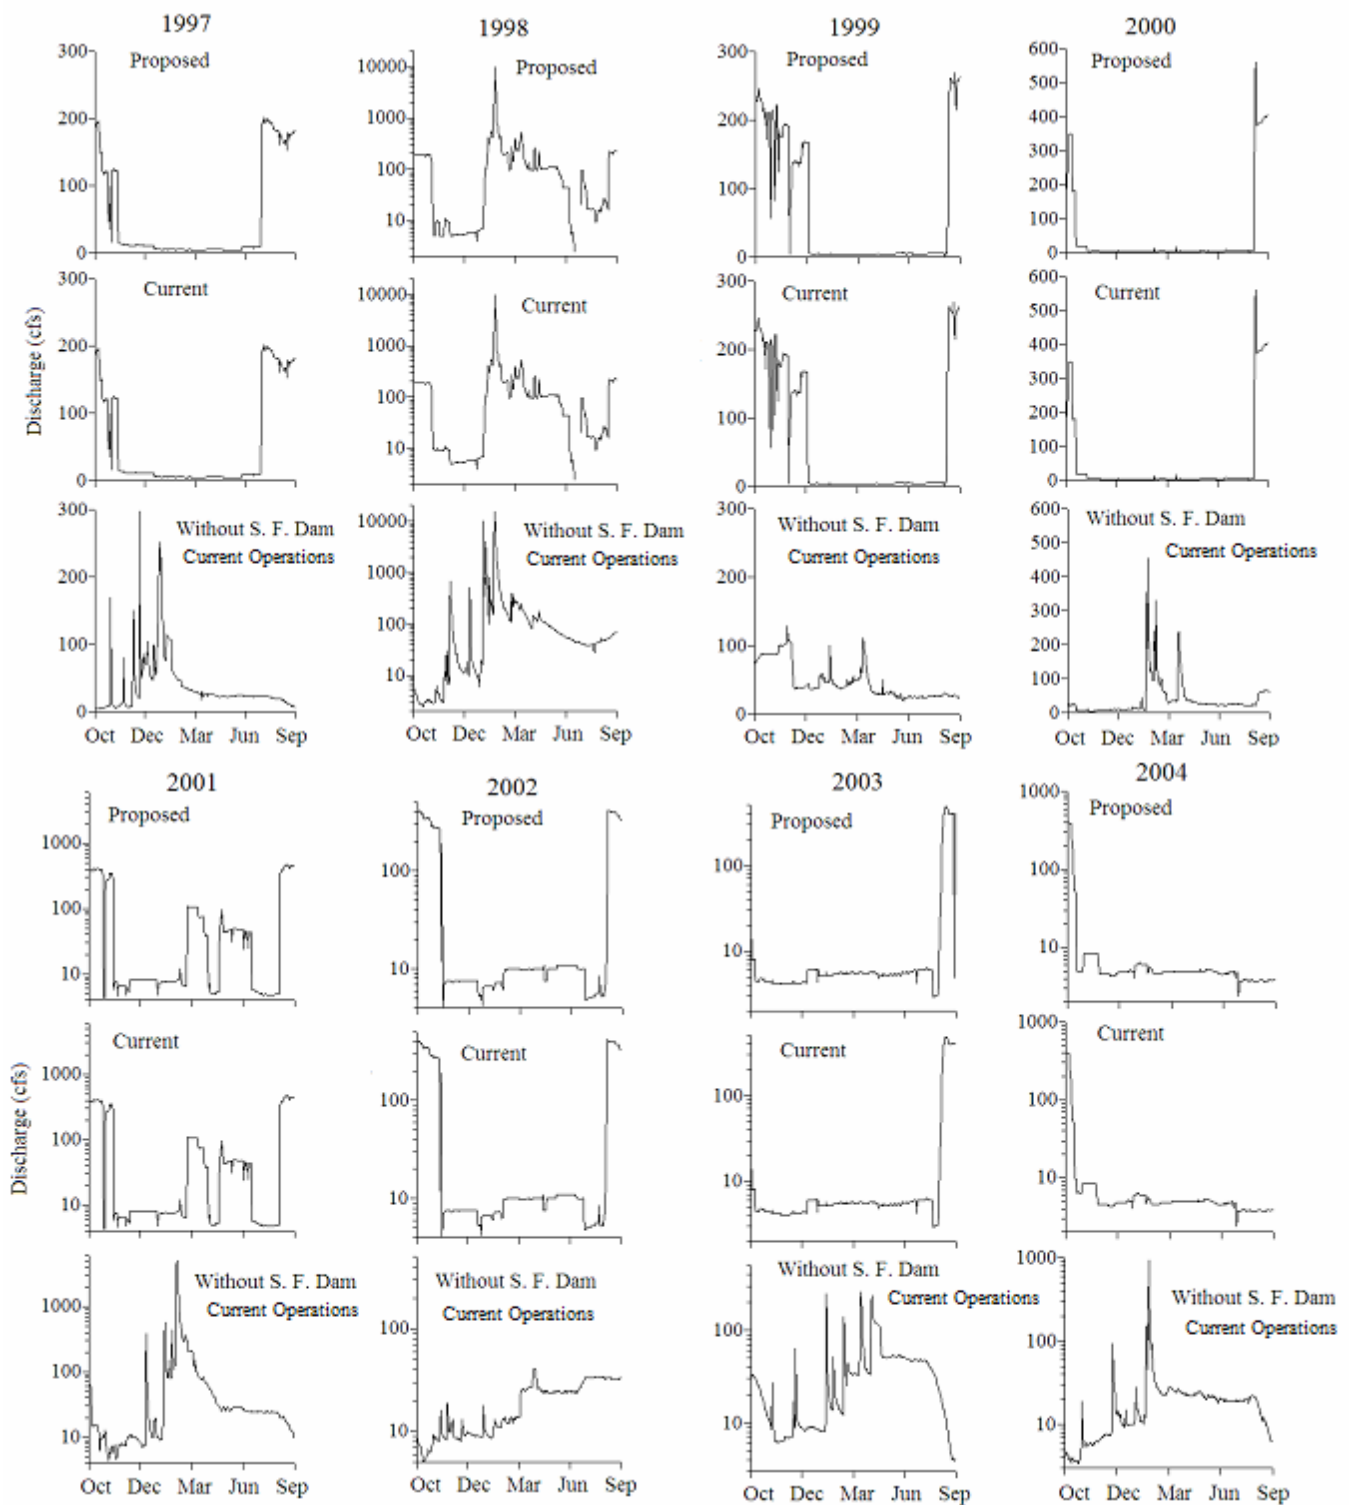 1997
1998
1999
2000
Proposed
Proposed
Proposed
Proposed
300
200
100
0
10000
1000
100
10
300
200
100
0
600
500
400
300
200
100
0
Current
Current
Current
Current
300
200
100
0
10000
1000
100
10
300
200
100
0
600
500
400
300
200
100
0
Discharge (cfs)
Without S. F. Dam
Current Operations
Without S. F. Dam
Current Operations
Without S. F. Dam
Current Operations
Without S. F. Dam
Current Operations
300
200
100
0
10000
1000
100
10
300
200
100
0
600
500
400
300
200
100
0
Oct Dec Mar Jun Sep
Oct Dec Mar Jun Sep
Oct Dec Mar Jun Sep
Oct Dec Mar Jun Sep
2001
2002
2003
2004
Proposed
Proposed
Proposed
Proposed
1000
100
10
100
10
100
10
1000
100
10
Current
Current
Current
Current
1000
100
10
100
10
100
10
1000
100
10
Discharge (cfs)
Without S. F. Dam
Current Operations
Without S. F. Dam
Current Operations
Without S. F. Dam
Current Operations
Without S. F. Dam
Current Operations
1000
100
10
100
10
100
10
1000
100
10
Oct Dec Mar Jun Sep
Oct Dec Mar Jun Sep
Oct Dec Mar Jun Sep
Oct Dec Mar Jun Sep